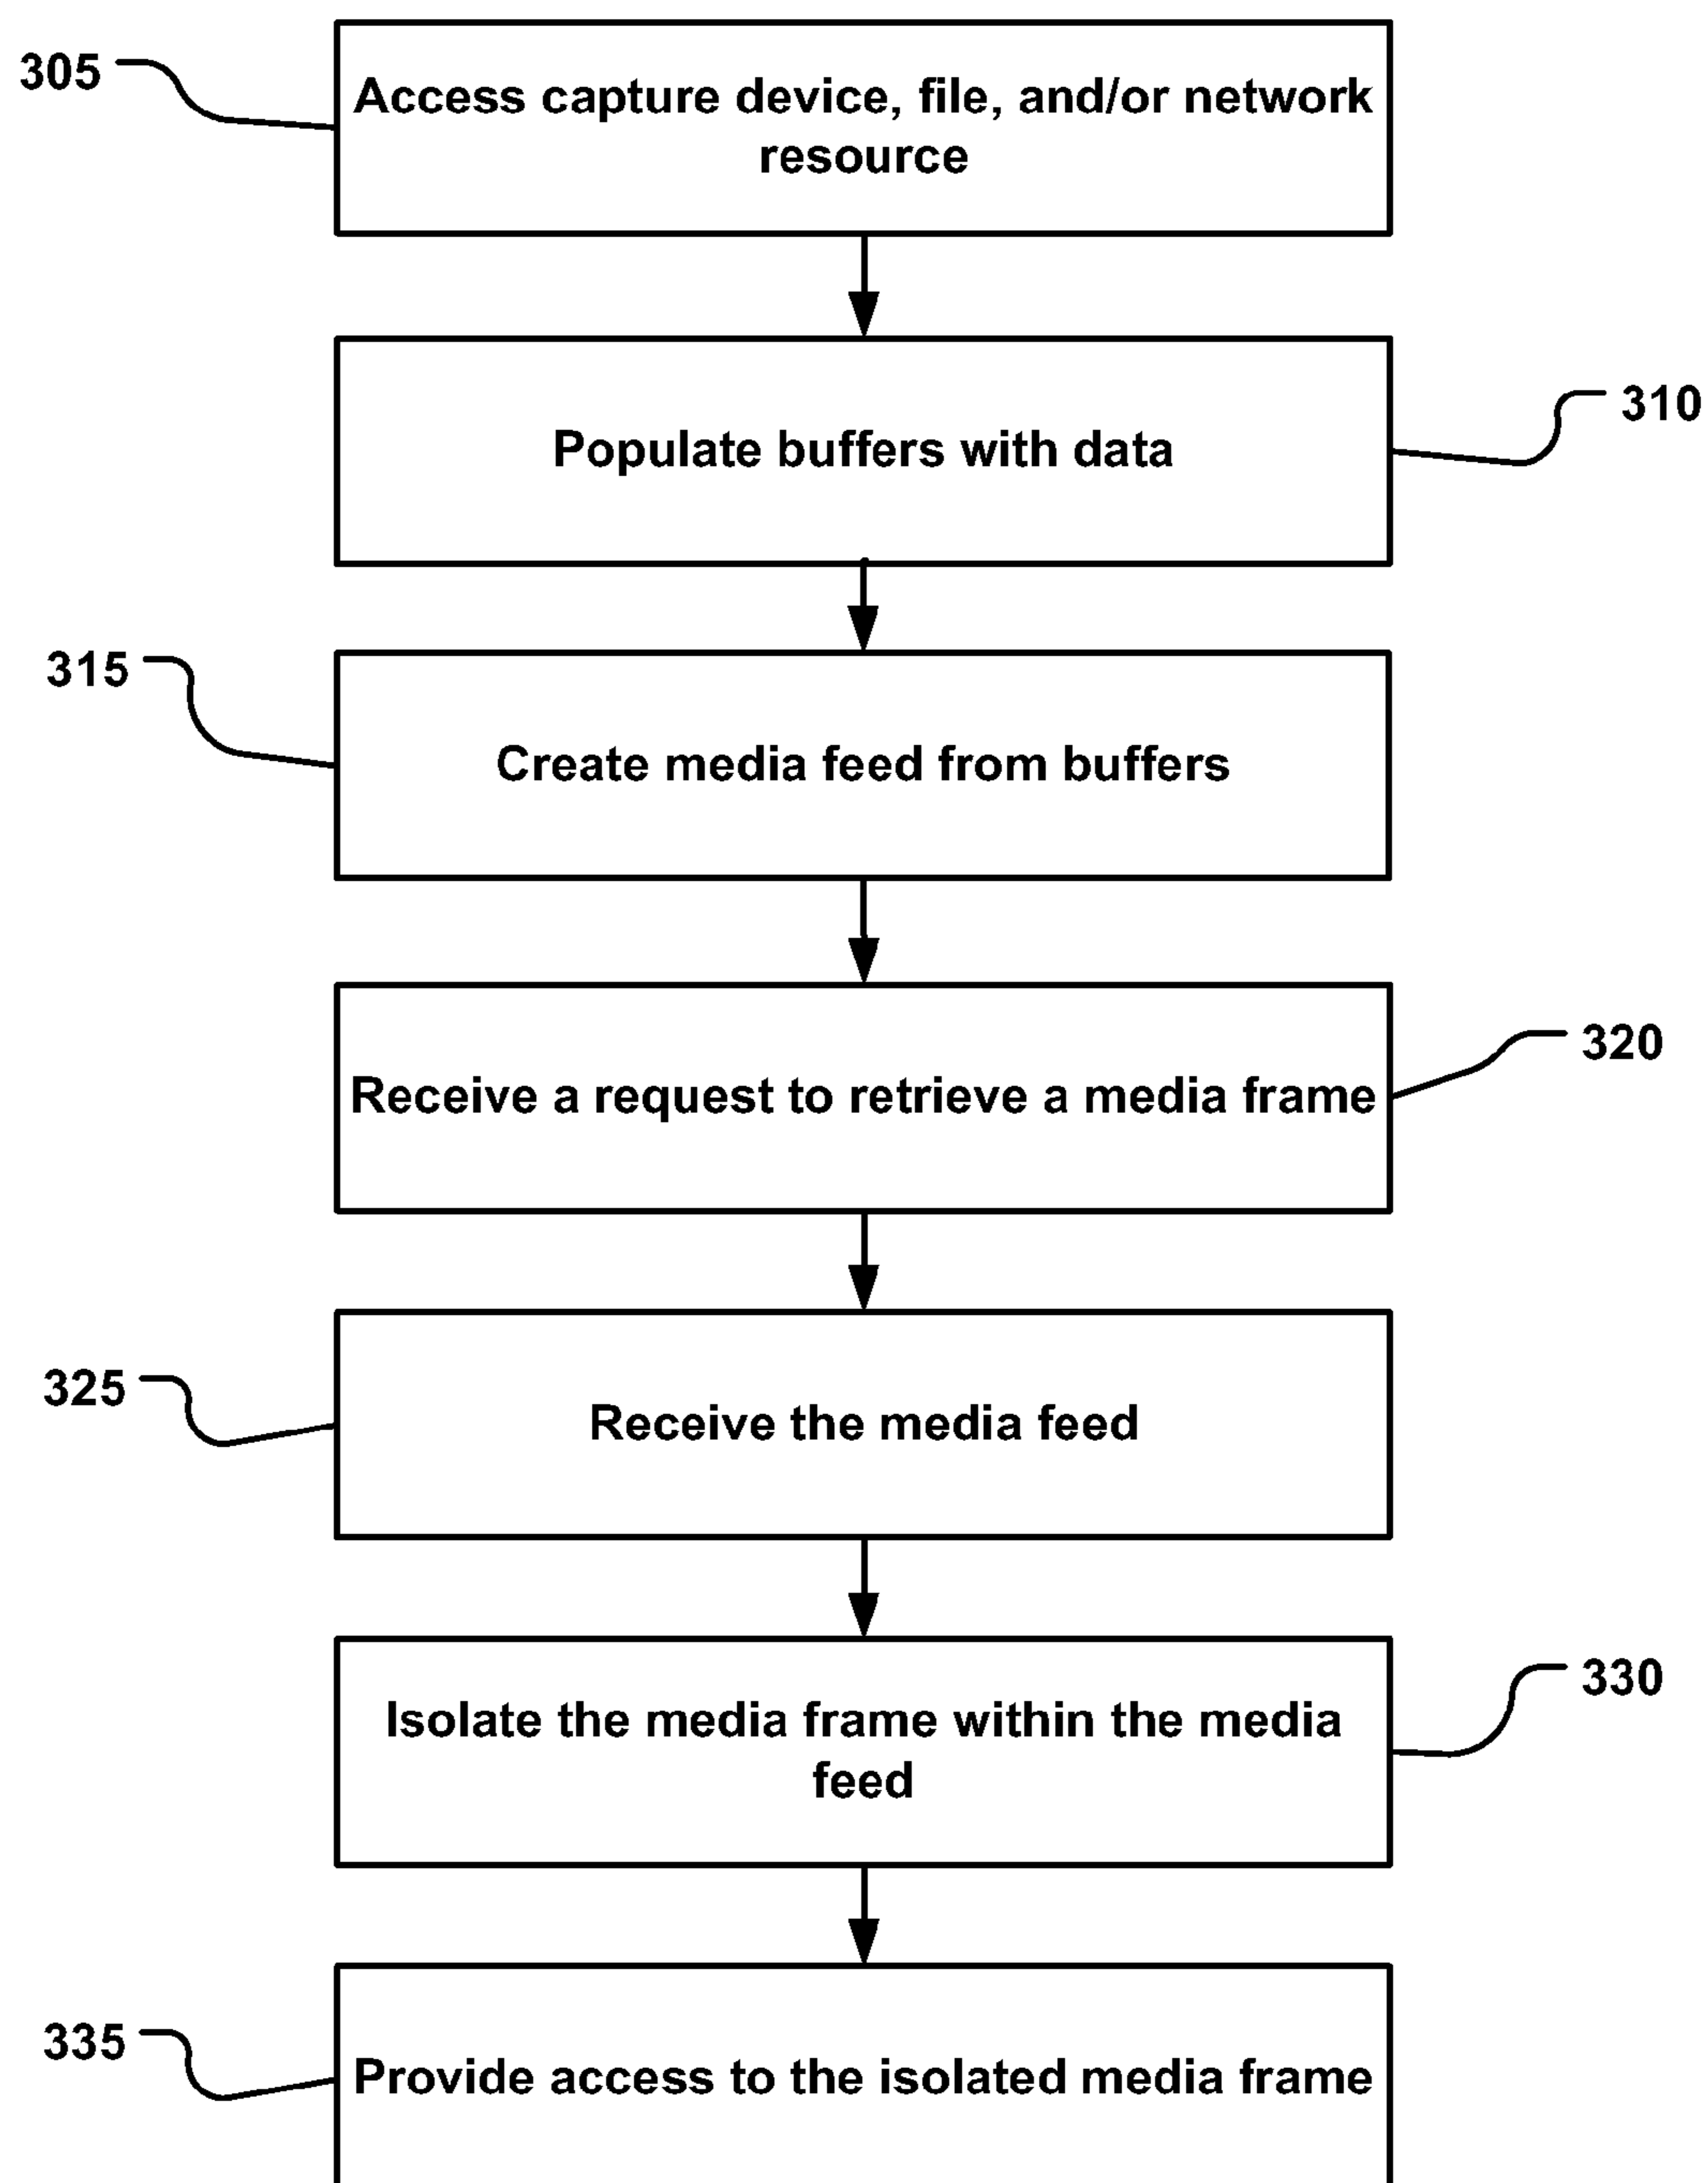 305
Access capture device, file, and/or network
resource
Populate buffers with data
310
315
Create media feed from buffers
Receive a request to retrieve a media frame
320
325
Receive the media feed
Isolate the media frame within the media
feed
330
335
Provide access to the isolated media frame